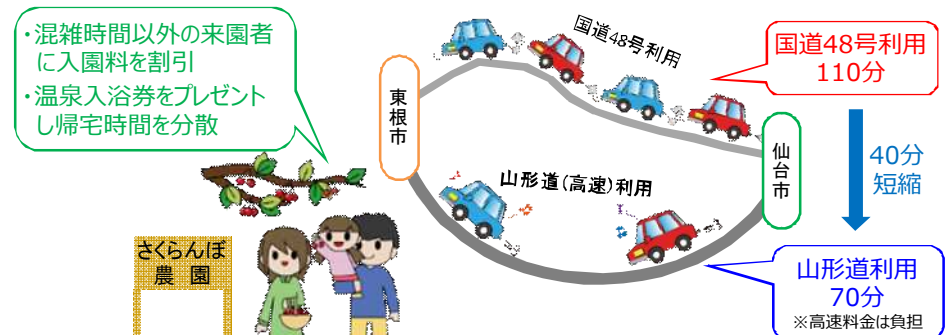 ・混雑時間以外の来園者
に入園料を割引
・温泉入浴券をプレゼント
し帰宅時間を分散
東根市
国道48号利用
国道48号利用
110分
仙台市
40分
短縮
山形道(高速)利用
さくらんぼ
農園
山形道利用
70分
※高速料金は負担